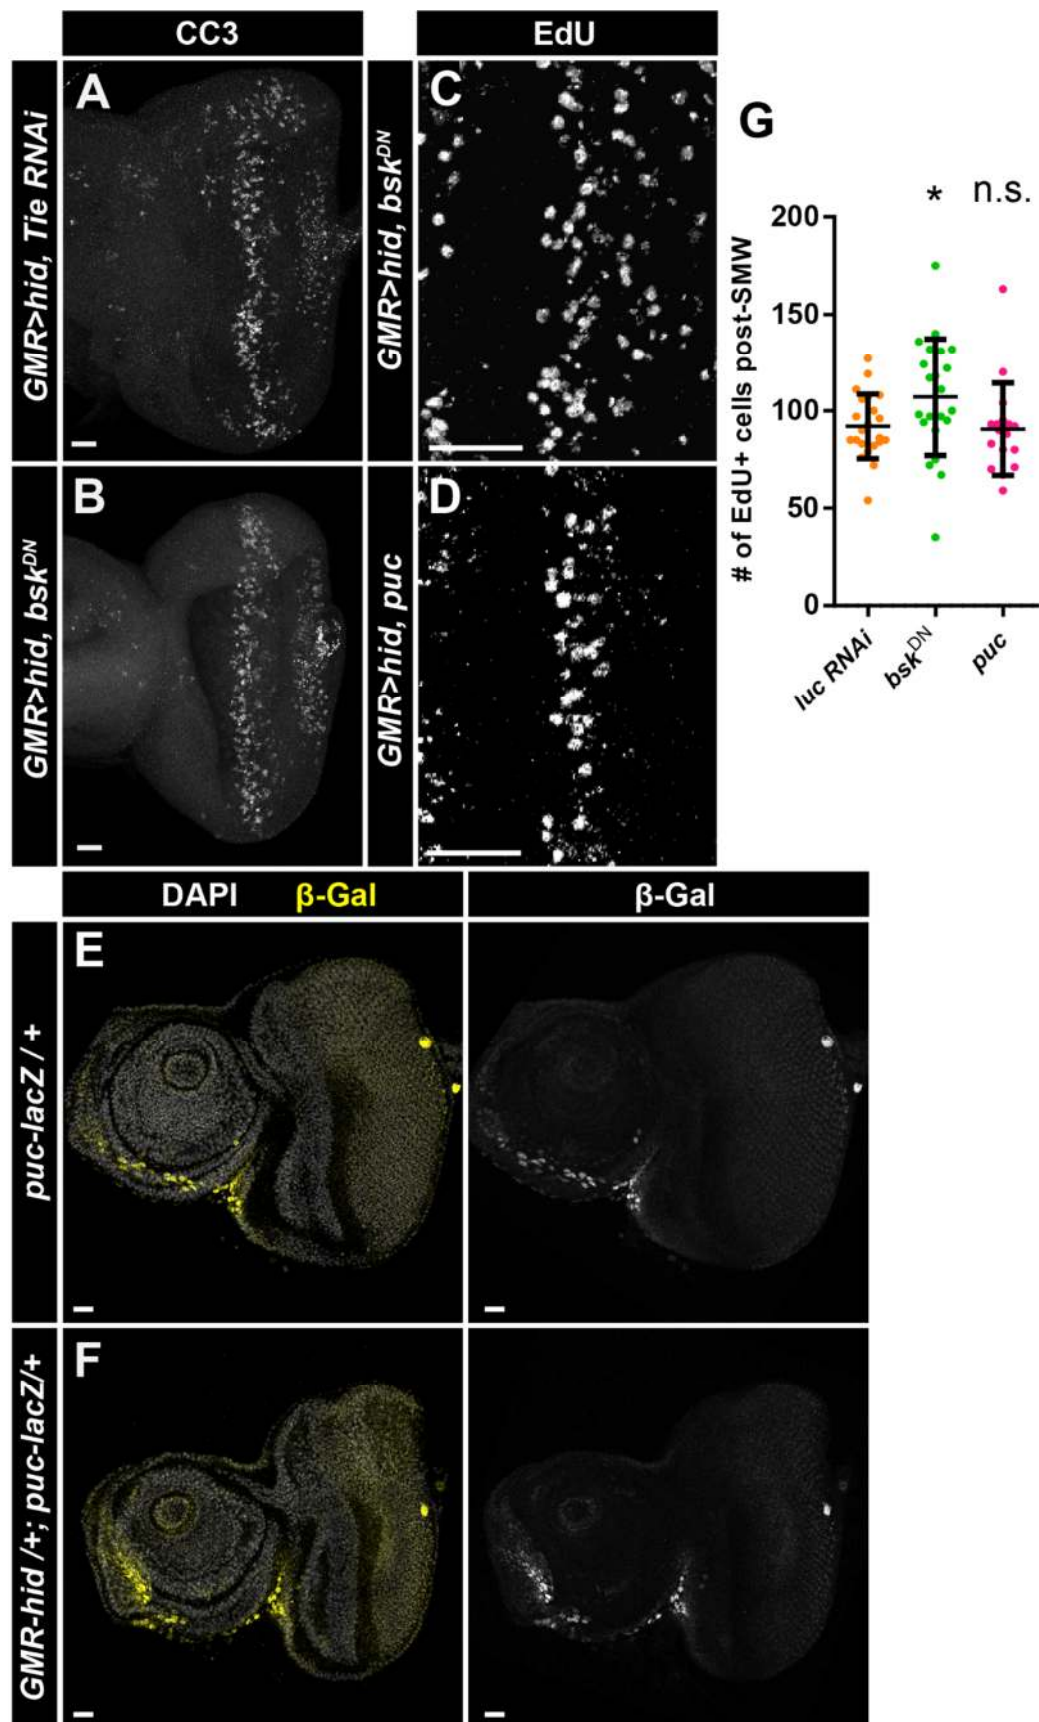 CC3
EdU
GMR>hid, Tie RNAi
A
GMR>hid, bsk^DN
C
G
GMR>hid, bsk^DN
B
GMR>hid, puc
D
# of EdU+ cells post-SMW
* n.s.
200
150
100
50
0
luc RNAi
bsk^DN
puc
DAPI β-Gal
β-Gal
puc-lacZ / +
E
GMR-hid /+; puc-lacZ/+
F